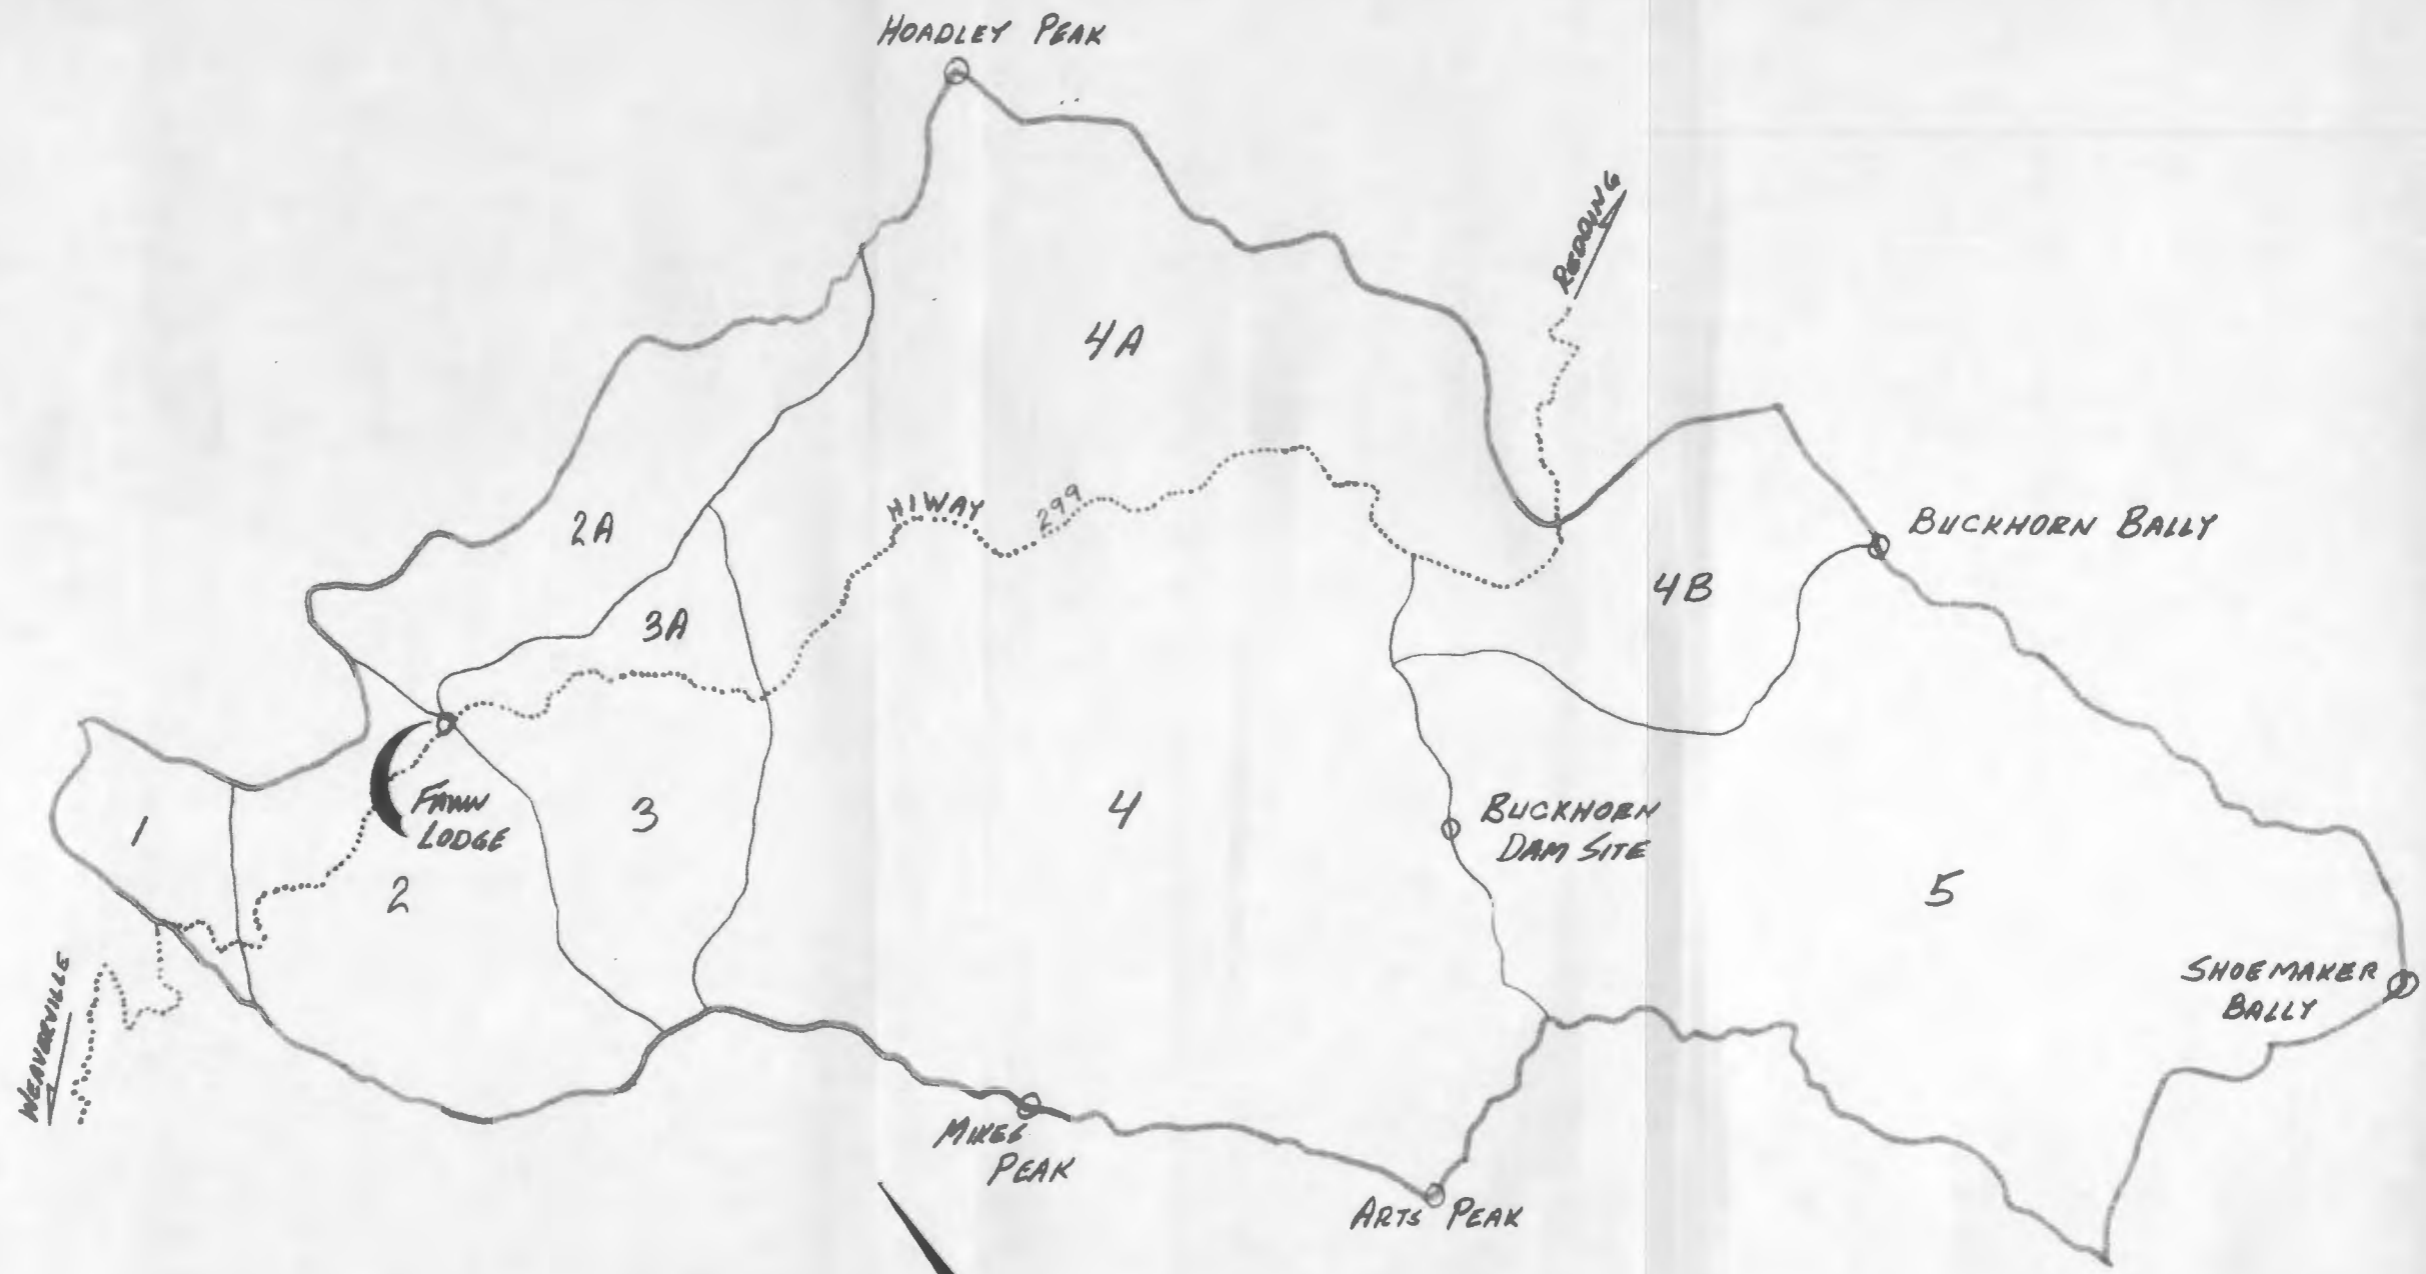 HOADLEY PEAK
REDDING
4A
HIWAY 299
BUCKHORN BALLY
2A
4B
3A
FAWN
LODGE
1
3
4
BUCKHORN
DAM SITE
2
5
WEAVERVILLE
SHOEMAKER
BALLY
MIKES
PEAK
ARTS PEAK